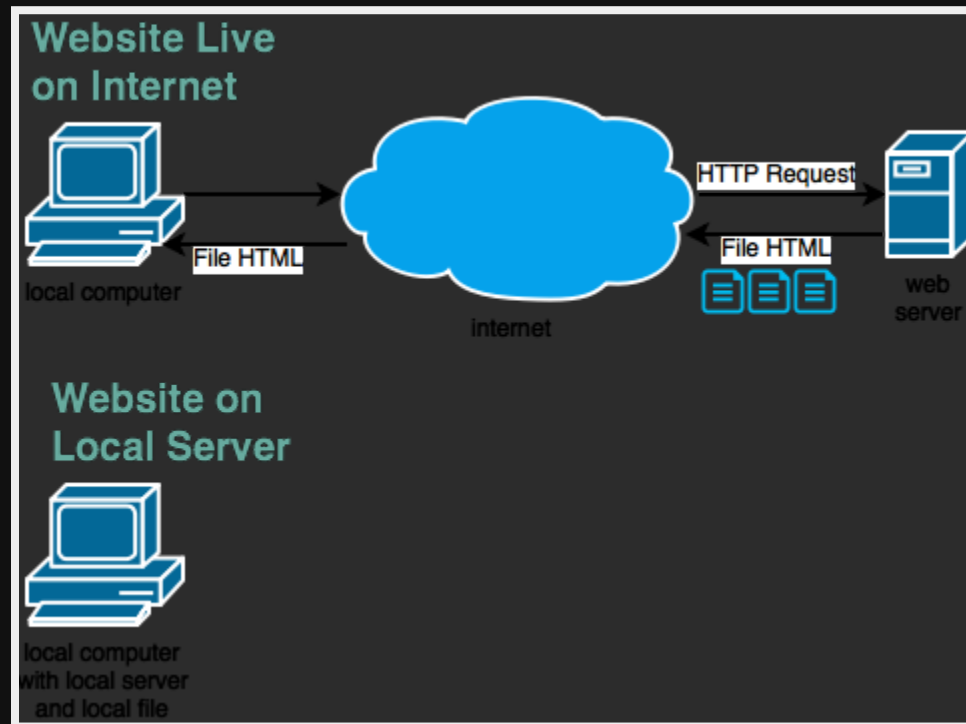 Website Live
on Internet
HTTP Request
File HTML
File HTML
local computer
internet
web
server
Website on
Local Server
local computer
with local server
and local file